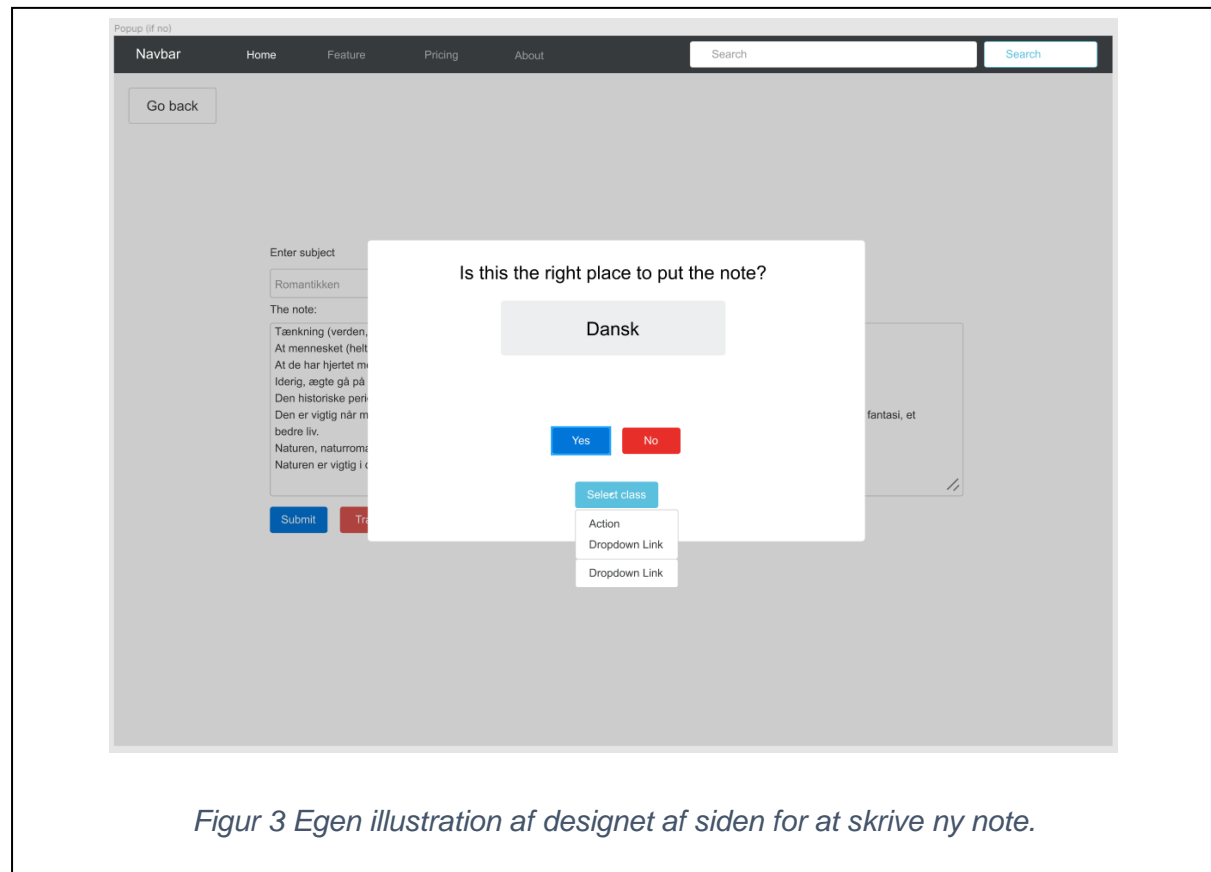 Popup (if no)
Navbar Home Feature Pricing About Search Search
Go back
Enter subject
Romantikken
The note:
Tænkning (verden,
At mennesket (helt
At de har hjertet
Iderig, ægte gå på
Den historiske
Den er vigtig når fantasi, et
bedre liv.
Naturen,
Naturen er vigtig i
Submit
Is this the right place to put the note?
Dansk
Yes No
Select class
Action
Dropdown Link
Dropdown Link
Figur 3 Egen illustration af designet af siden for at skrive ny note.